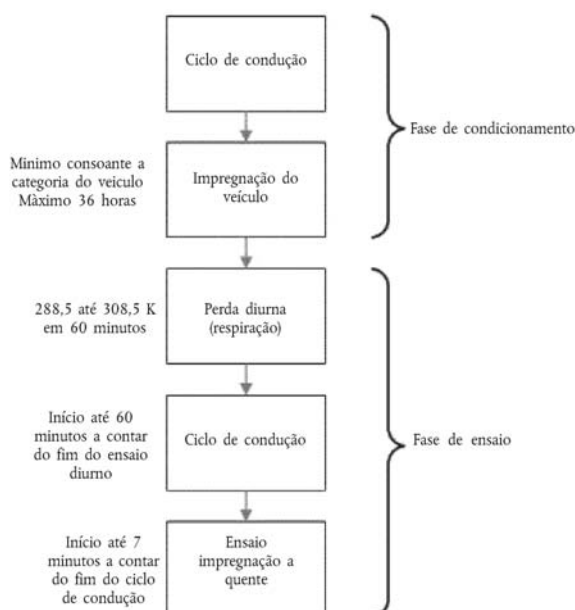 Ciclo de condução
Fase de condicionamento
Mínimo consoante a
categoria do veiculo
Màximo 36 horas
Impregnação do
veículo
288,5 até 308,5 K
em 60 minutos
Perda diurna
(respiração)
Início até 60
minutos a contar
do fim do ensaio
diurno
Ciclo de condução
Fase de ensaio
Início até 7
minutos a contar
do fim do ciclo
de condução
Ensaio
impregnação a
quente